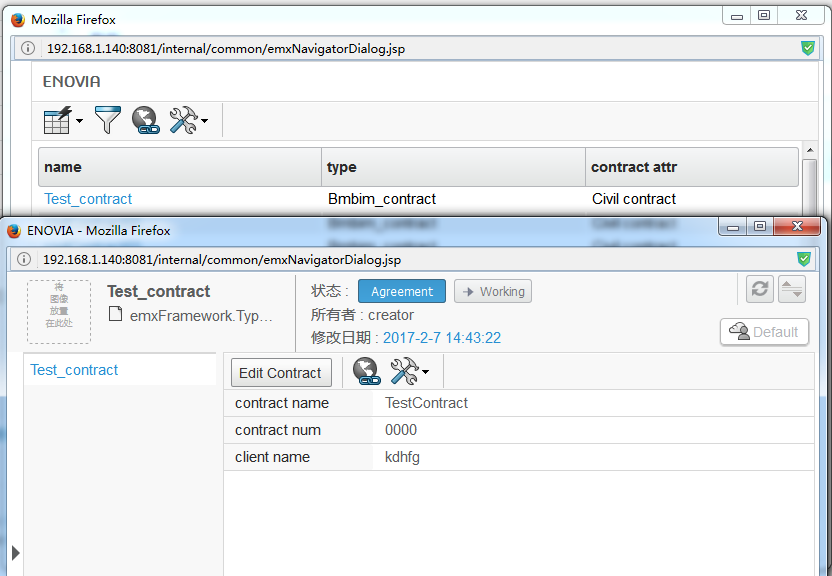 Mozilla Firefox
192.168.1.140:8081/internal/common/emxNavigatorDialog.jsp
ENOVIA
name type contract attr
Test_contract Bmbim_contract Civil contract
ENOVIA - Mozilla Firefox
192.168.1.140:8081/internal/common/emxNavigatorDialog.jsp
将
图像
放置
在此处
Test_contract
emxFramework.Typ...
状态 : Agreement Working
所有者 : creator
修改日期 : 2017-2-7 14:43:22
Default
Test_contract
Edit Contract
contract name TestContract
contract num 0000
client name kdhfg